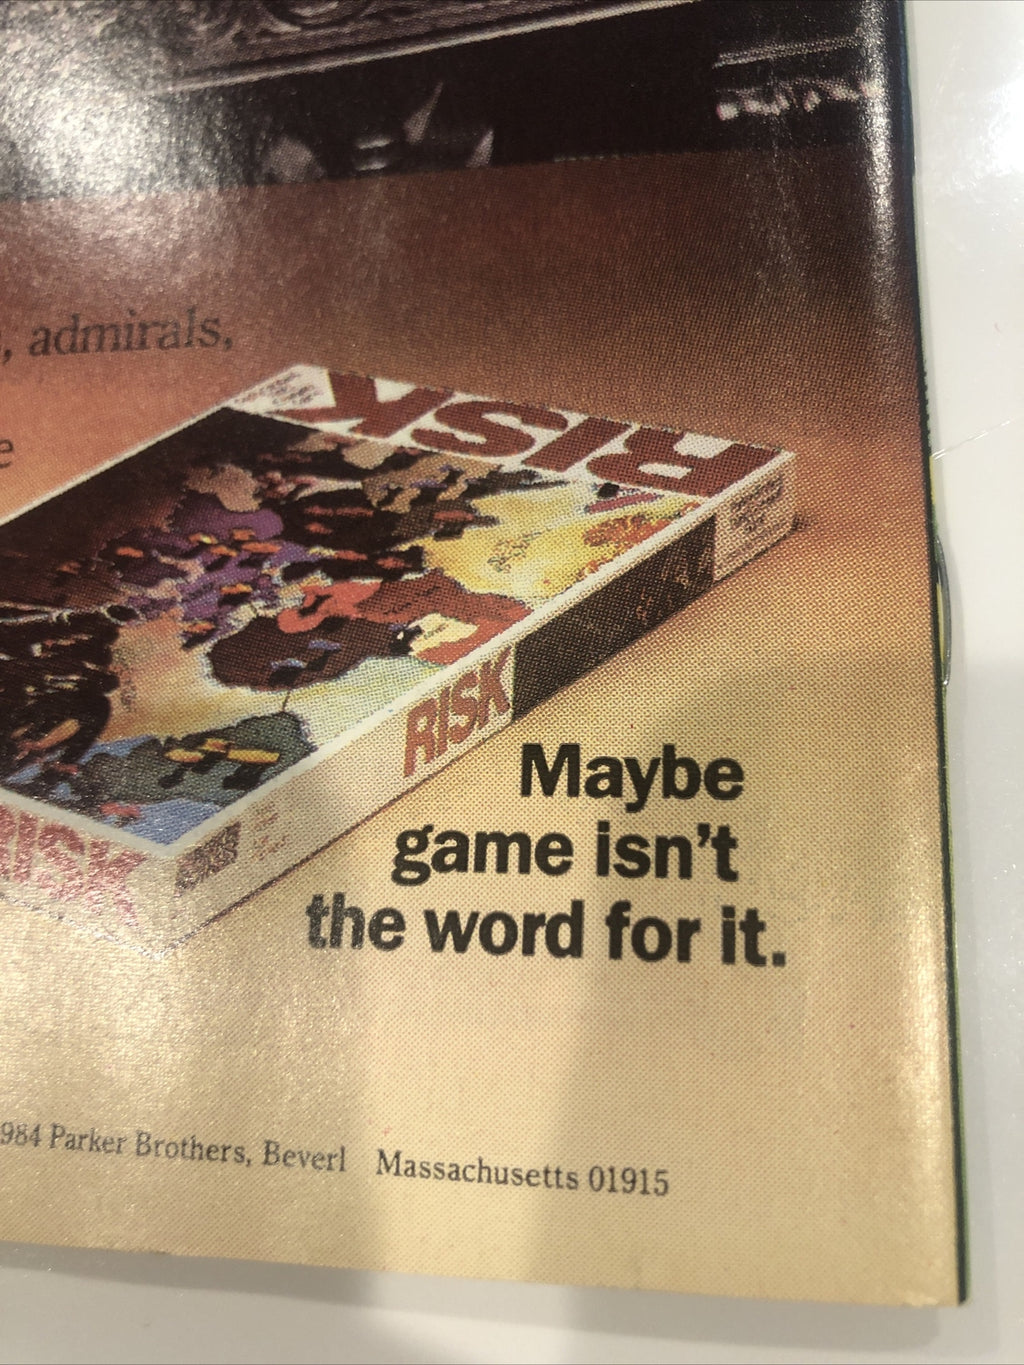 , admirals,
e
RISK
RISK
RISK
Maybe
game isn't
the word for it.
984 Parker Brothers, Beverl Massachusetts 01915